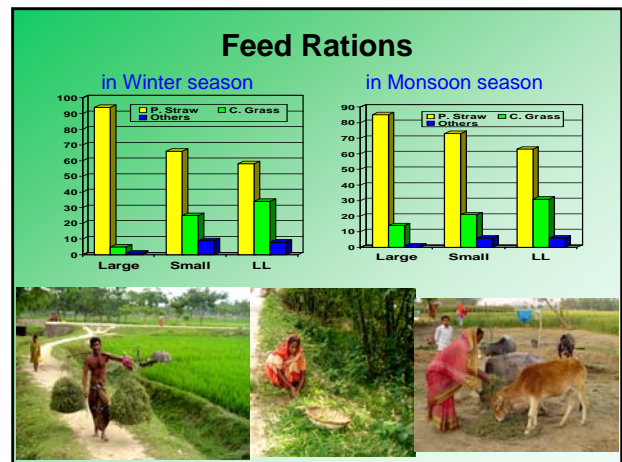 Feed Rations
in Winter season
100
90
80
70
60
50
40
30
20
10
0
P. Straw C. Grass
Others
Large Small LL
in Monsoon season
90
80
70
60
50
40
30
20
10
0
P. Straw C. Grass
Others
Large Small LL